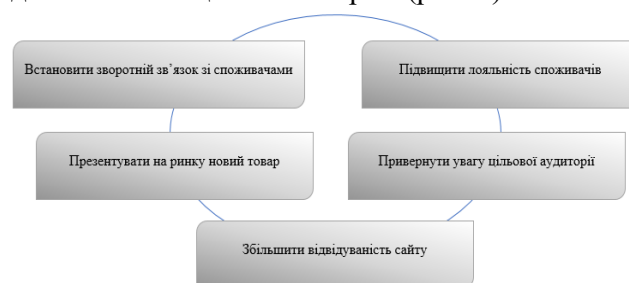 Встановити зворотній зв’язок зі споживачами
Підвищити лояльність споживачів
Презентувати на ринку новий товар
Привернути увагу цільової аудиторії
Збільшити відвідуваність сайту